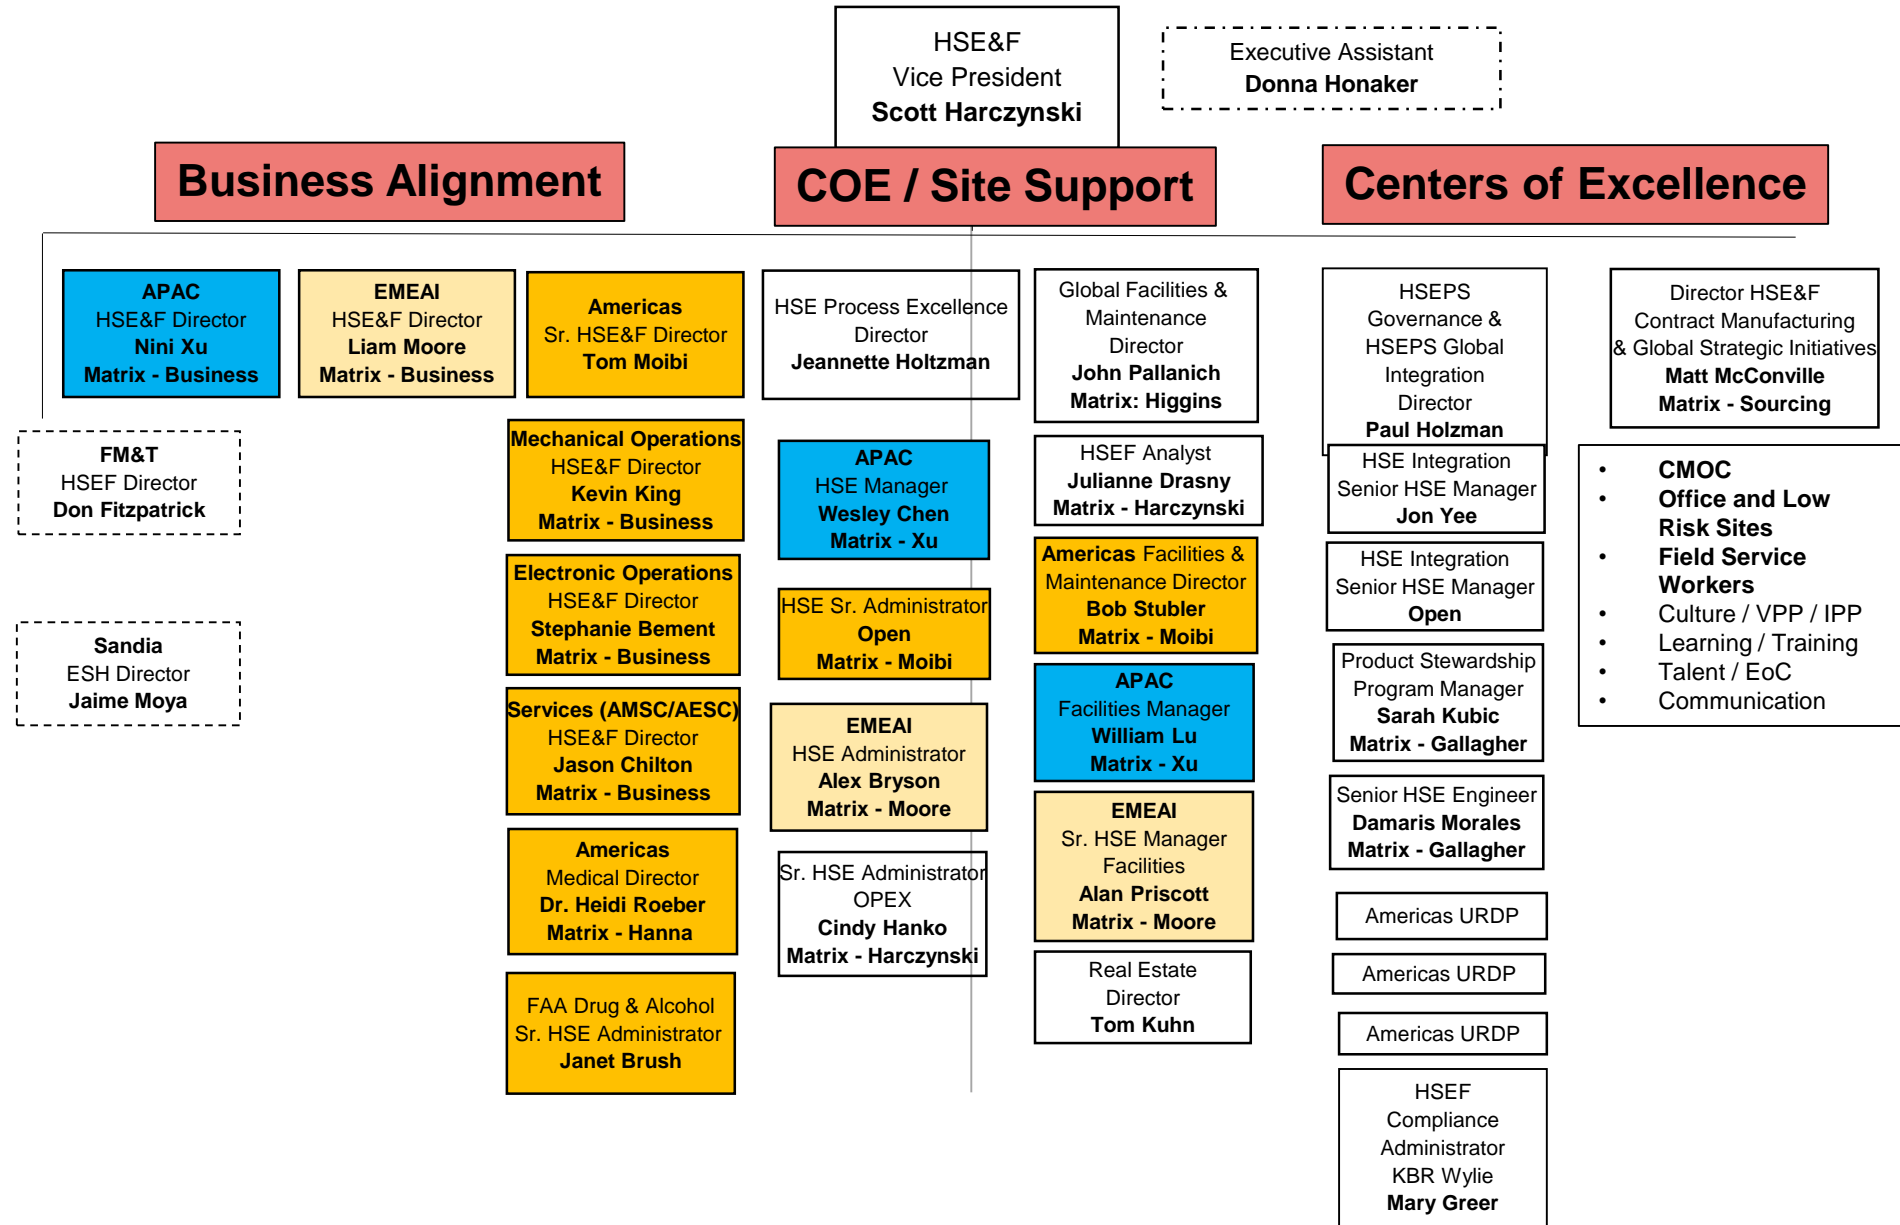 HSE&F
Vice President
Scott Harczynski
Executive Assistant
Donna Honaker
Business Alignment
COE / Site Support
Centers of Excellence
APAC
HSE&F Director
Nini Xu
Matrix - Business
EMEAI
HSE&F Director
Liam Moore
Matrix - Business
Americas
Sr. HSE&F Director
Tom Moibi
HSE Process Excellence
Director
Jeannette Holtzman
Global Facilities &
Maintenance
Director
John Pallanich
Matrix: Higgins
HSEPS
Governance &
HSEPS Global
Integration
Director
Paul Holzman
Director HSE&F
Contract Manufacturing
& Global Strategic Initiatives
Matt McConville
Matrix - Sourcing
FM&T
HSEF Director
Don Fitzpatrick
Sandia
ESH Director
Jaime Moya
Mechanical Operations
HSE&F Director
Kevin King
Matrix - Business
Electronic Operations
HSE&F Director
Stephanie Bement
Matrix - Business
Services (AMSC/AESC)
HSE&F Director
Jason Chilton
Matrix - Business
Americas
Medical Director
Dr. Heidi Roeber
Matrix - Hanna
FAA Drug & Alcohol
Sr. HSE Administrator
Janet Brush
APAC
HSE Manager
Wesley Chen
Matrix - Xu
HSE Sr. Administrator
Open
Matrix - Moibi
EMEAI
HSE Administrator
Alex Bryson
Matrix - Moore
Sr. HSE Administrator
OPEX
Cindy Hanko
Matrix - Harczynski
HSEF Analyst
Julianne Drasny
Matrix - Harczynski
Americas Facilities &
Maintenance Director
Bob Stubler
Matrix - Moibi
APAC
Facilities Manager
William Lu
Matrix - Xu
EMEAI
Sr. HSE Manager
Facilities
Alan Priscott
Matrix - Moore
Real Estate
Director
Tom Kuhn
HSE Integration
Senior HSE Manager
Jon Yee
HSE Integration
Senior HSE Manager
Open
Product Stewardship
Program Manager
Sarah Kubic
Matrix - Gallagher
Senior HSE Engineer
Damaris Morales
Matrix - Gallagher
Americas URDP
Americas URDP
Americas URDP
HSEF
Compliance
Administrator
KBR Wylie
Mary Greer
• CMOC
• Office and Low
Risk Sites
• Field Service
Workers
• Culture / VPP / IPP
• Learning / Training
• Talent / EoC
• Communication